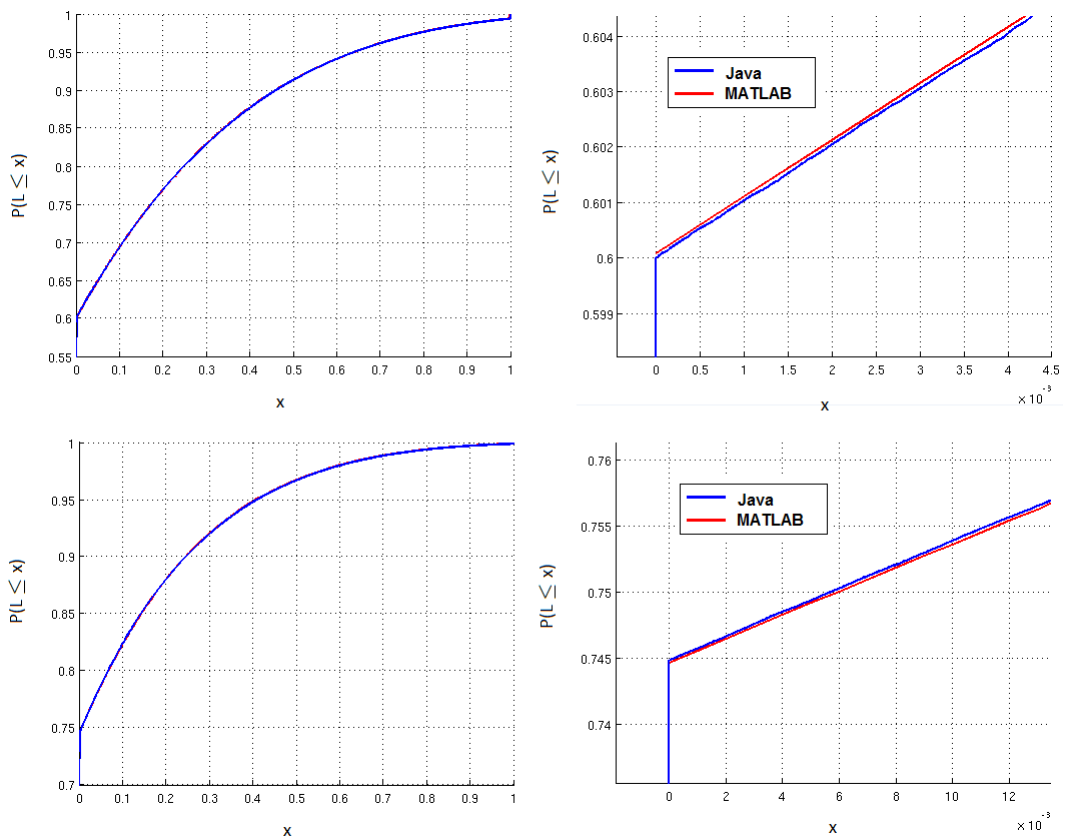 1
0.95
0.9
0.85
0.8
0.75
0.7
0.65
0.6
0.55
P(L ≤ x)
0 0.1 0.2 0.3 0.4 0.5 0.6 0.7 0.8 0.9 1
x
0.604
0.603
0.602
0.601
0.6
0.599
P(L ≤ x)
Java
MATLAB
0 0.5 1 1.5 2 2.5 3 3.5 4 4.5
x
× 10⁻³
1
0.95
0.9
0.85
0.8
0.75
0.7
P(L ≤ x)
0 0.1 0.2 0.3 0.4 0.5 0.6 0.7 0.8 0.9 1
x
0.76
0.755
0.75
0.745
0.74
P(L ≤ x)
Java
MATLAB
0 2 4 6 8 10 12
x
× 10⁻³